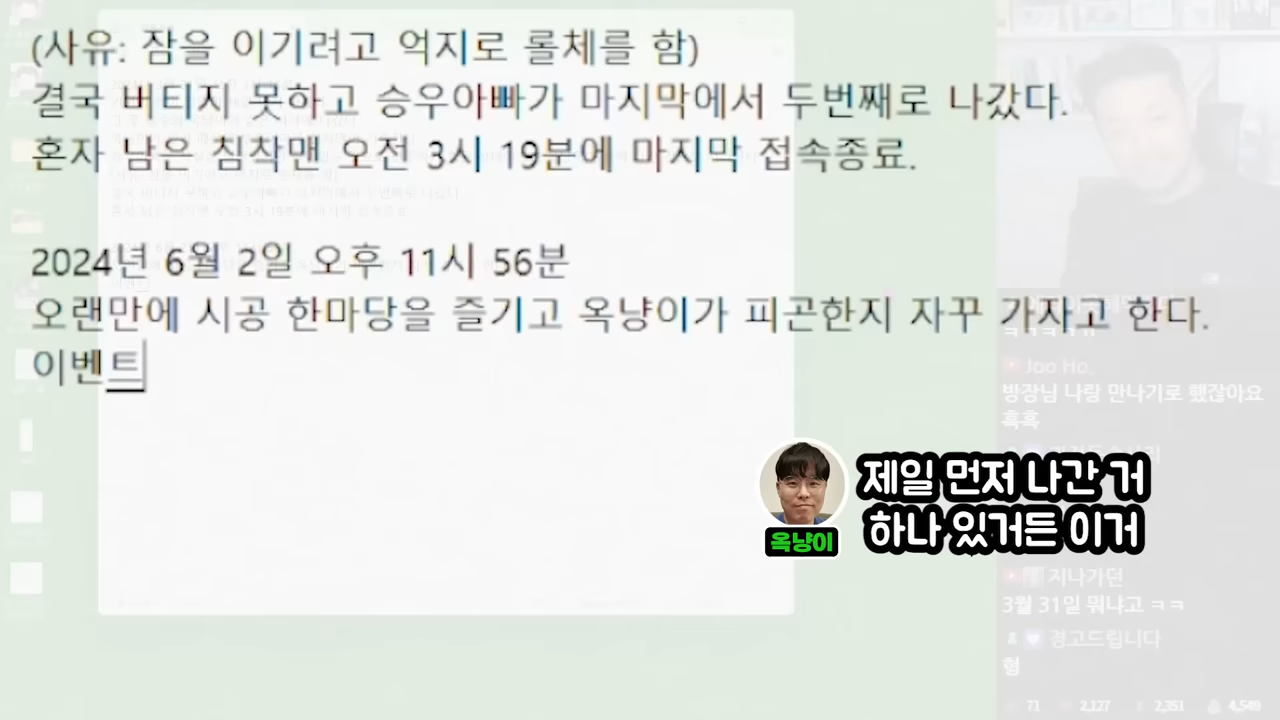 (사유: 잠을 이기려고 억지로 롤체를 함)
결국 버티지 못하고 승우아빠가 마지막에서 두번째로 나갔다.
혼자 남은 침착맨 오전 3시 19분에 마지막 접속종료.
2024년 6월 2일 오후 11시 56분
오랜만에 시공 한마당을 즐기고 옥냥이가 피곤한지 자꾸 가자고 한다.
이벤트
제일 먼저 나간 거
하나 있거든 이거
옥냥이
Joo Ho.
방장님 나랑 만나기로 했잖아요
흑흑
지나가던
3월 31일 뭐냐고 ㅋㅋ
경고드립니다
형
71 2,127 2,351 4,549